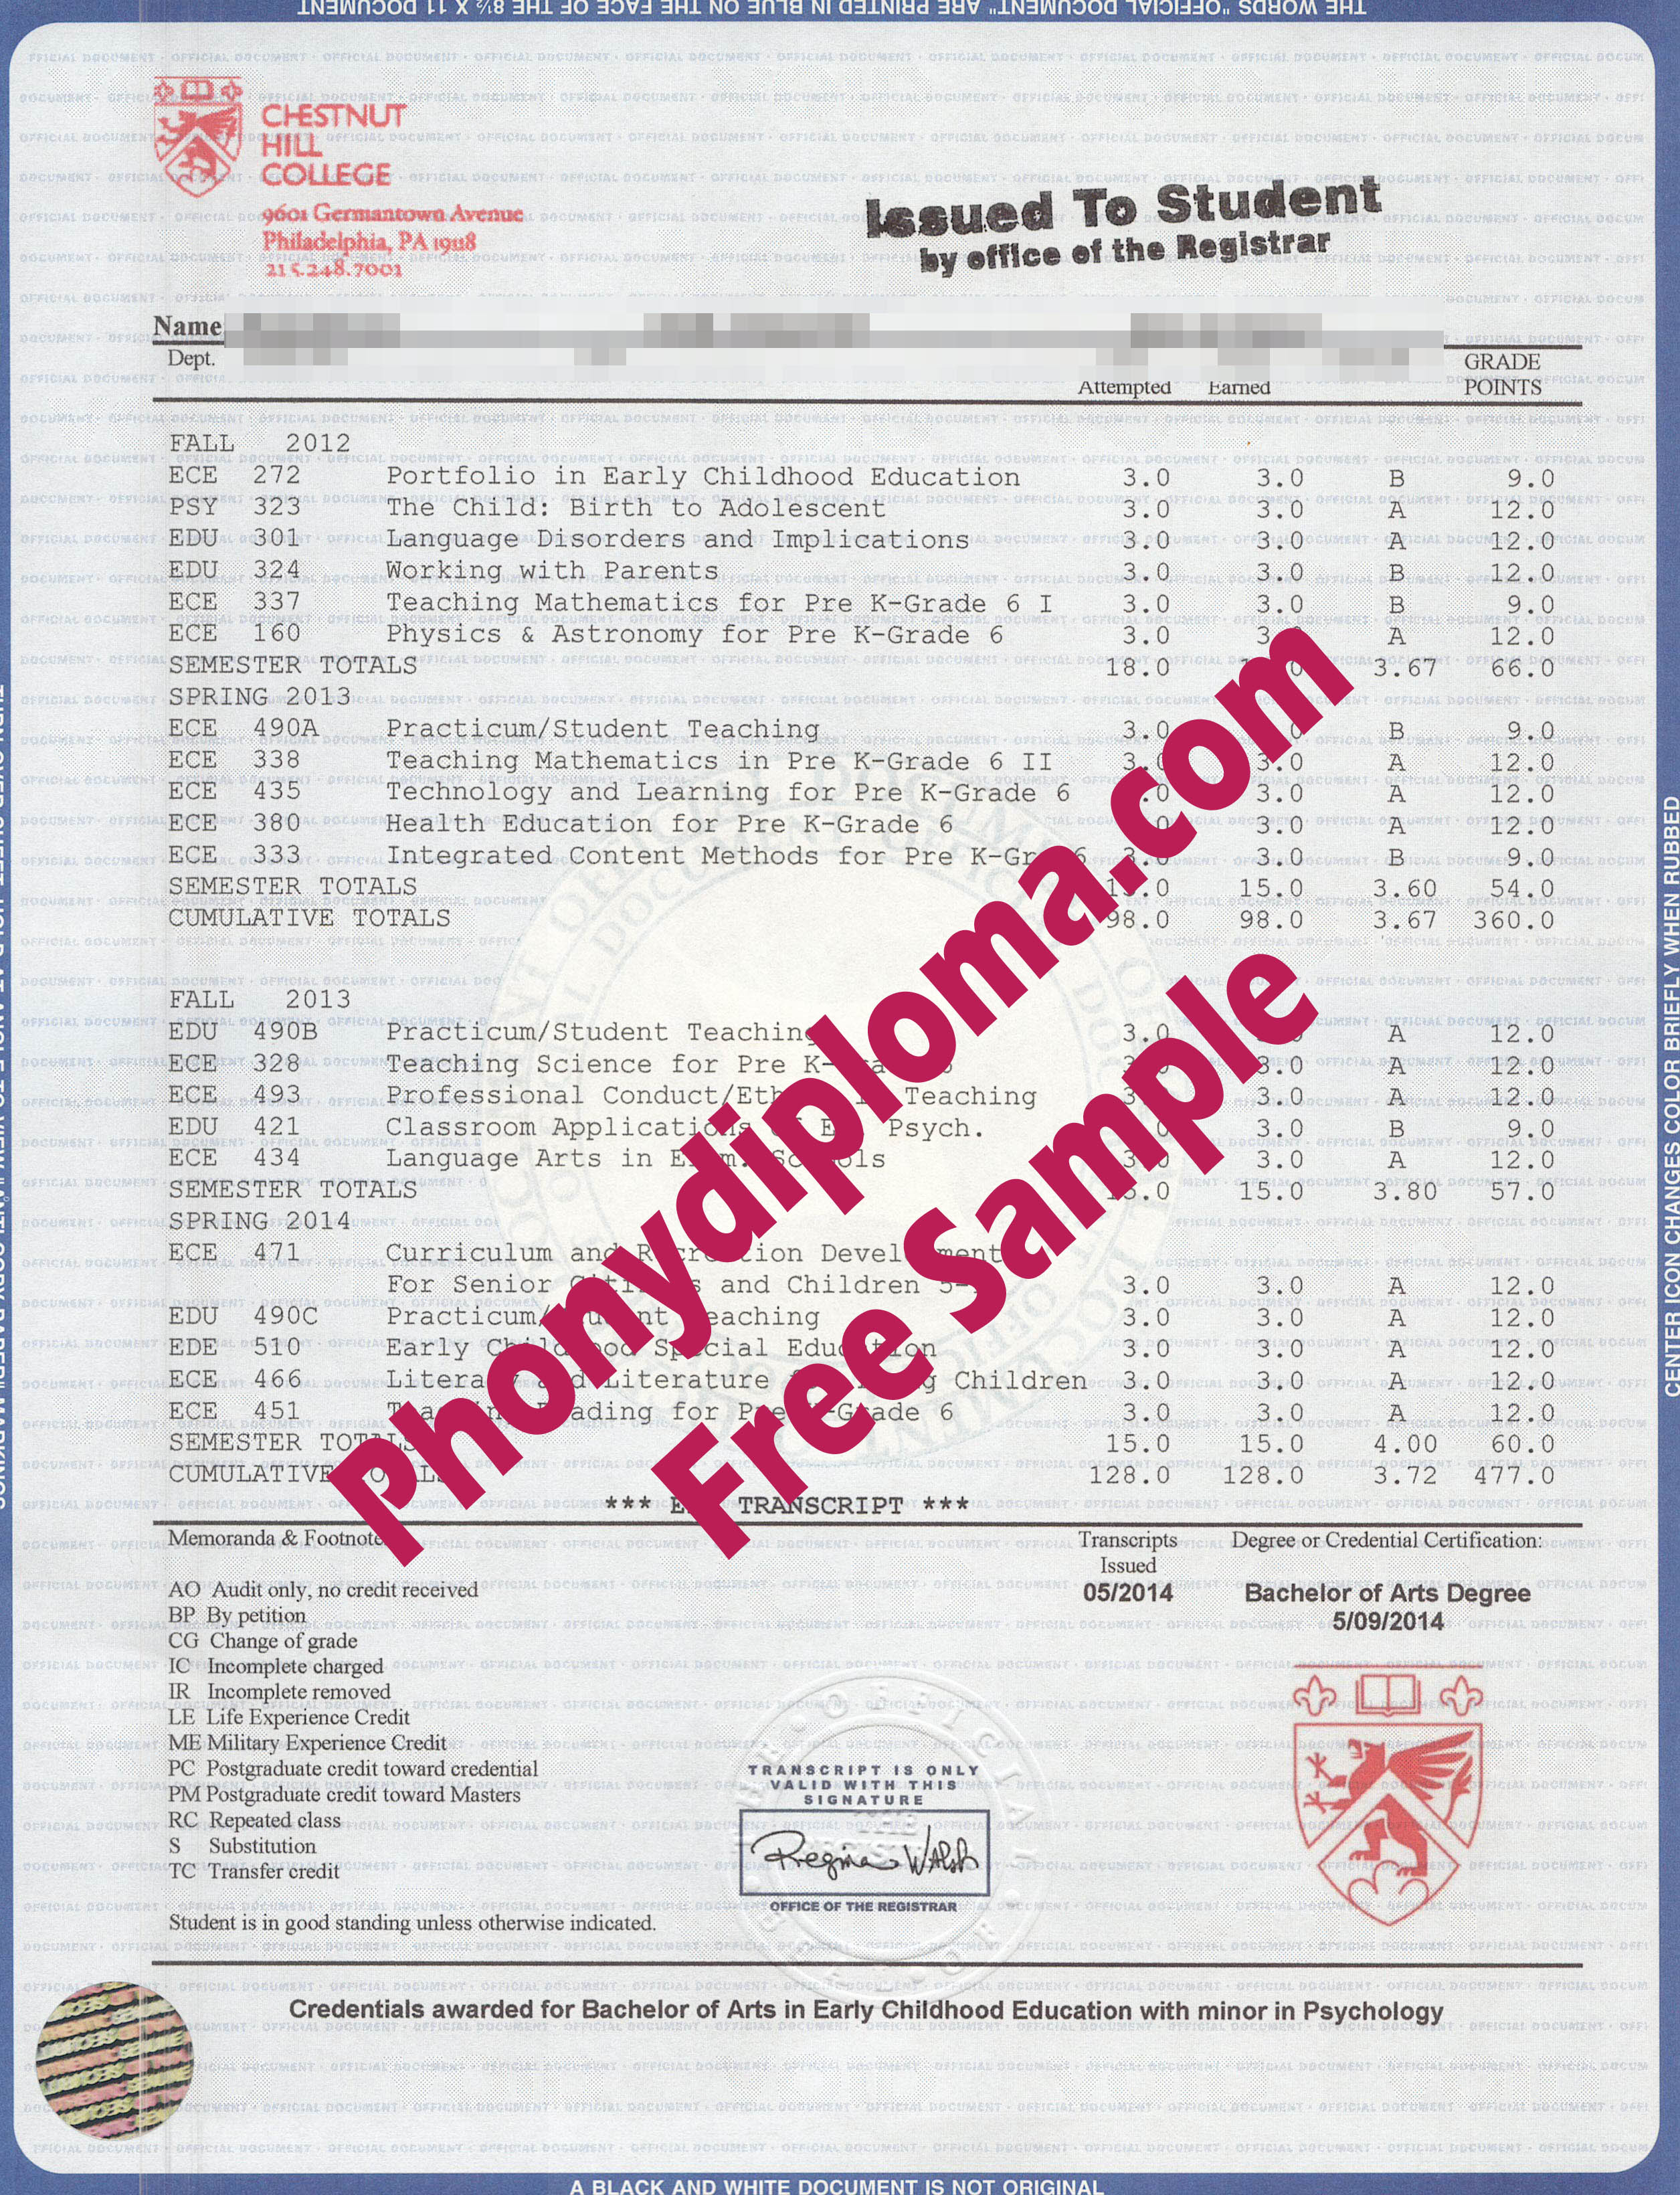 THE WORDS "OFFICIAL DOCUMENT" ARE PRINTED IN BLUE ON THE FACE OF THE 8½ X 11 DOCUMENT
CHESTNUT
HILL
COLLEGE
9601 Germantown Avenue
Philadelphia, PA 19118
215.248.7001
Issued To Student
by office of the Registrar
Name
Dept.
Attempted Earned GRADE POINTS
FALL 2012
ECE 272 Portfolio in Early Childhood Education 3.0 3.0 B 9.0
PSY 323 The Child: Birth to Adolescent 3.0 3.0 A 12.0
EDU 301 Language Disorders and Implications 3.0 3.0 A 12.0
EDU 324 Working with Parents 3.0 3.0 B 12.0
ECE 337 Teaching Mathematics for Pre K-Grade 6 I 3.0 3.0 B 9.0
ECE 160 Physics & Astronomy for Pre K-Grade 6 3.0 A 12.0
SEMESTER TOTALS 18.0 3.67 66.0
SPRING 2013
ECE 490A Practicum/Student Teaching 3.0 B 9.0
ECE 338 Teaching Mathematics in Pre K-Grade 6 II 3.0 3.0 A 12.0
ECE 435 Technology and Learning for Pre K-Grade 6 3.0 A 12.0
ECE 380 Health Education for Pre K-Grade 6 3.0 A 12.0
ECE 333 Integrated Content Methods for Pre 3.0 3.0 B 9.0
SEMESTER TOTALS 15.0 3.60 54.0
CUMULATIVE TOTALS 98.0 98.0 3.67 360.0
FALL 2013
EDU 490B Practicum/Student Teaching 3.0 A 12.0
ECE 328 Teaching Science for Pre 3.0 A 12.0
ECE 493 Professional Teaching 3.0 A 12.0
EDU 421 Classroom Applications Psych. 3.0 B 9.0
ECE 434 Language Arts in 3.0 A 12.0
SEMESTER TOTALS 15.0 3.80 57.0
SPRING 2014
ECE 471 Curriculum and
For Senior and Children 3.0 3.0 A 12.0
EDU 490C 3.0 3.0 A 12.0
EDE 510 Early 3.0 3.0 A 12.0
ECE 466 Literature Children 3.0 3.0 A 12.0
ECE 451 for 6 3.0 3.0 A 12.0
SEMESTER 15.0 15.0 4.00 60.0
CUMULATIVE 128.0 128.0 3.72 477.0
*** TRANSCRIPT ***
Phonydiploma.com
Free Sample
Memoranda & Transcripts Issued Degree or Credential Certification:
AO Audit only, no credit received 05/2014 Bachelor of Arts Degree
BP By petition 5/09/2014
CG Change of grade
IC Incomplete charged
IR Incomplete removed
LE Life Experience Credit
ME Military Experience Credit
PC Postgraduate credit toward credential
PM Postgraduate credit toward Masters
RC Repeated class
S Substitution
TC Transfer credit
Student is in good standing unless otherwise indicated.
TRANSCRIPT IS ONLY
VALID WITH THIS
SIGNATURE
Regina Walsh
OFFICE OF THE REGISTRAR
Credentials awarded for Bachelor of Arts in Early Childhood Education with minor in Psychology
CENTER ICON CHANGES COLOR BRIEFLY WHEN RUBBED
A BLACK AND WHITE DOCUMENT IS NOT ORIGINAL